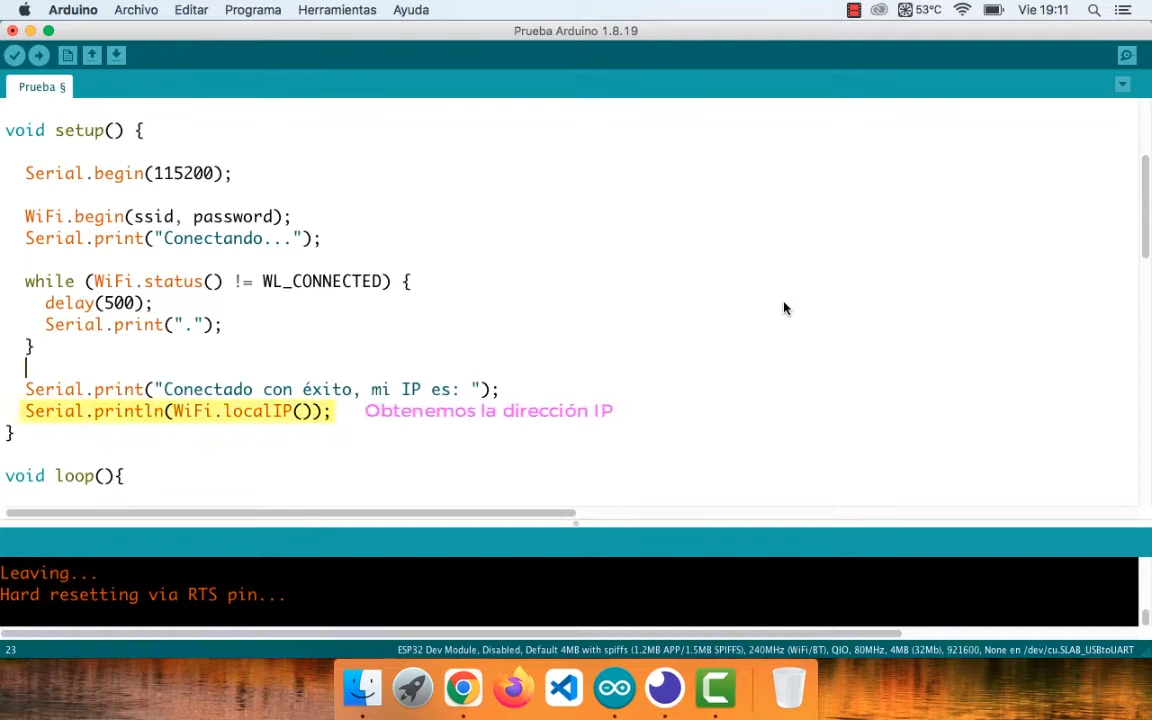 Arduino Archivo Editar Programa Herramientas Ayuda 53°C Vie 19:11
Prueba Arduino 1.8.19
Prueba §
void setup() {
Serial.begin(115200);
WiFi.begin(ssid, password);
Serial.print("Conectando...");
while (WiFi.status() != WL_CONNECTED) {
delay(500);
Serial.print(".");
}
Serial.print("Conectado con éxito, mi IP es: ");
Serial.println(WiFi.localIP()); Obtenemos la dirección IP
}
void loop(){
Leaving...
Hard resetting via RTS pin...
23 ESP32 Dev Module, Disabled, Default 4MB with spiffs (1.2MB APP/1.5MB SPIFFS), 240MHz (WiFi/BT), QIO, 80MHz, 4MB (32Mb), 921600, None en /dev/cu.SLAB_USBtoUART